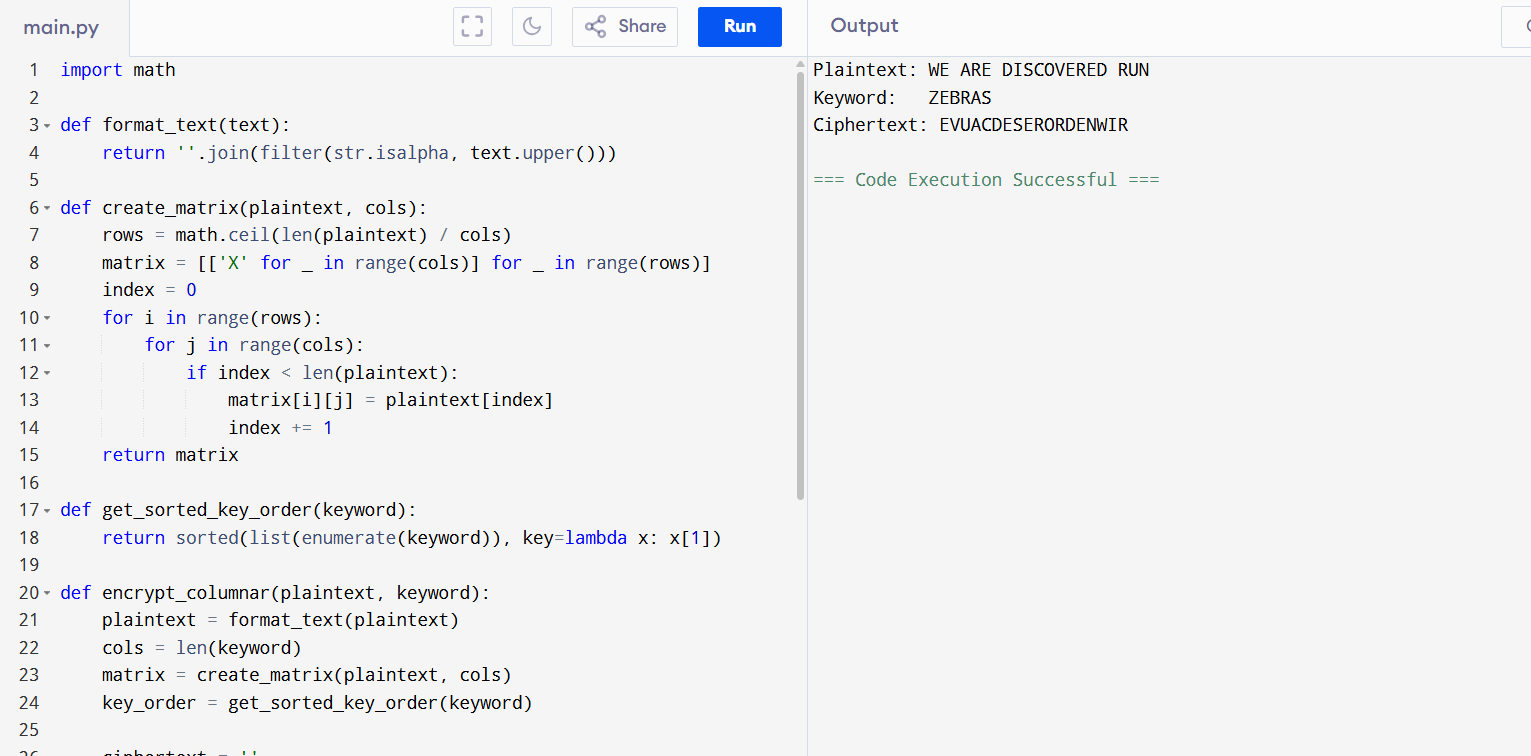 main.py
Share
Run
Output
1 import math
2
3 def format_text(text):
4     return ''.join(filter(str.isalpha, text.upper()))
5
6 def create_matrix(plaintext, cols):
7     rows = math.ceil(len(plaintext) / cols)
8     matrix = [['X' for _ in range(cols)] for _ in range(rows)]
9     index = 0
10     for i in range(rows):
11         for j in range(cols):
12             if index < len(plaintext):
13                 matrix[i][j] = plaintext[index]
14                 index += 1
15     return matrix
16
17 def get_sorted_key_order(keyword):
18     return sorted(list(enumerate(keyword)), key=lambda x: x[1])
19
20 def encrypt_columnar(plaintext, keyword):
21     plaintext = format_text(plaintext)
22     cols = len(keyword)
23     matrix = create_matrix(plaintext, cols)
24     key_order = get_sorted_key_order(keyword)
25
26     ciphertext = ''
Plaintext: WE ARE DISCOVERED RUN
Keyword:   ZEBRAS
Ciphertext: EVUACDESERORDENWIR
=== Code Execution Successful ===